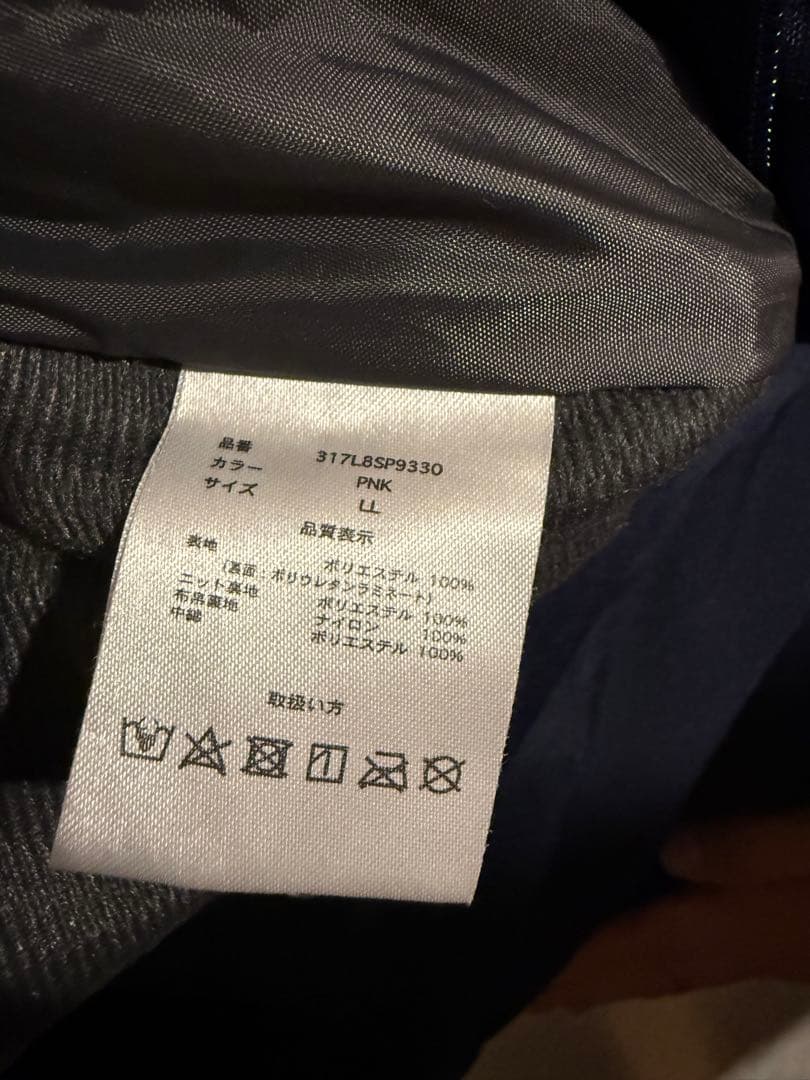 品番 317L8SP9330
カラー PNK
サイズ LL
品質表示
表地 ポリエステル 100%
(裏面:ポリウレタンラミネート)
ニット裏地 ポリエステル 100%
布帛裏地 ナイロン 100%
中綿 ポリエステル 100%
取扱い方